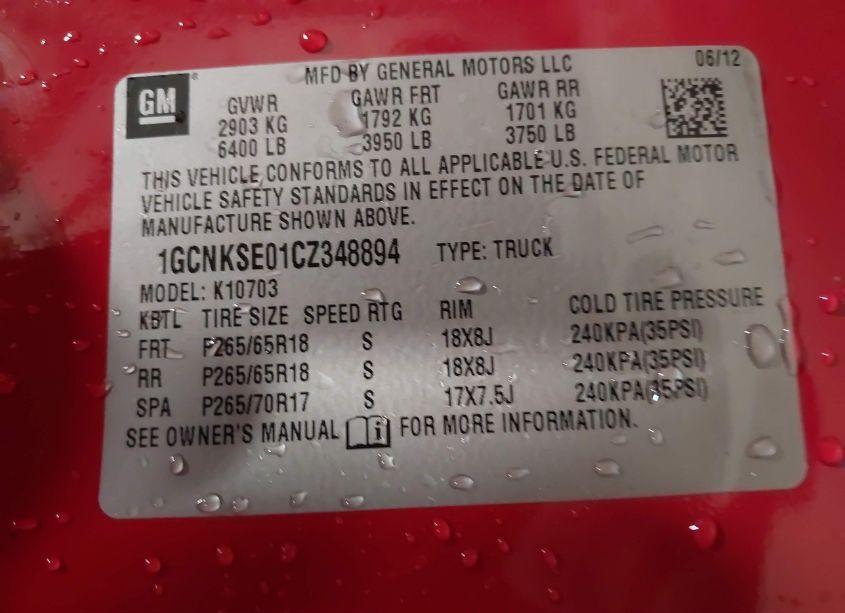 GM
MFD BY GENERAL MOTORS LLC 06/12
GVWR GAWR FRT GAWR RR
2903 KG 1792 KG 1701 KG
6400 LB 3950 LB 3750 LB
THIS VEHICLE CONFORMS TO ALL APPLICABLE U.S. FEDERAL MOTOR
VEHICLE SAFETY STANDARDS IN EFFECT ON THE DATE OF
MANUFACTURE SHOWN ABOVE.
1GCNKSE01CZ348894 TYPE: TRUCK
MODEL: K10703
KBTL TIRE SIZE SPEED RTG RIM COLD TIRE PRESSURE
FRT P265/65R18 S 18X8J 240KPA(35PSI)
RR P265/65R18 S 18X8J 240KPA(35PSI)
SPA P265/70R17 S 17X7.5J 240KPA(35PSI)
SEE OWNER'S MANUAL FOR MORE INFORMATION.